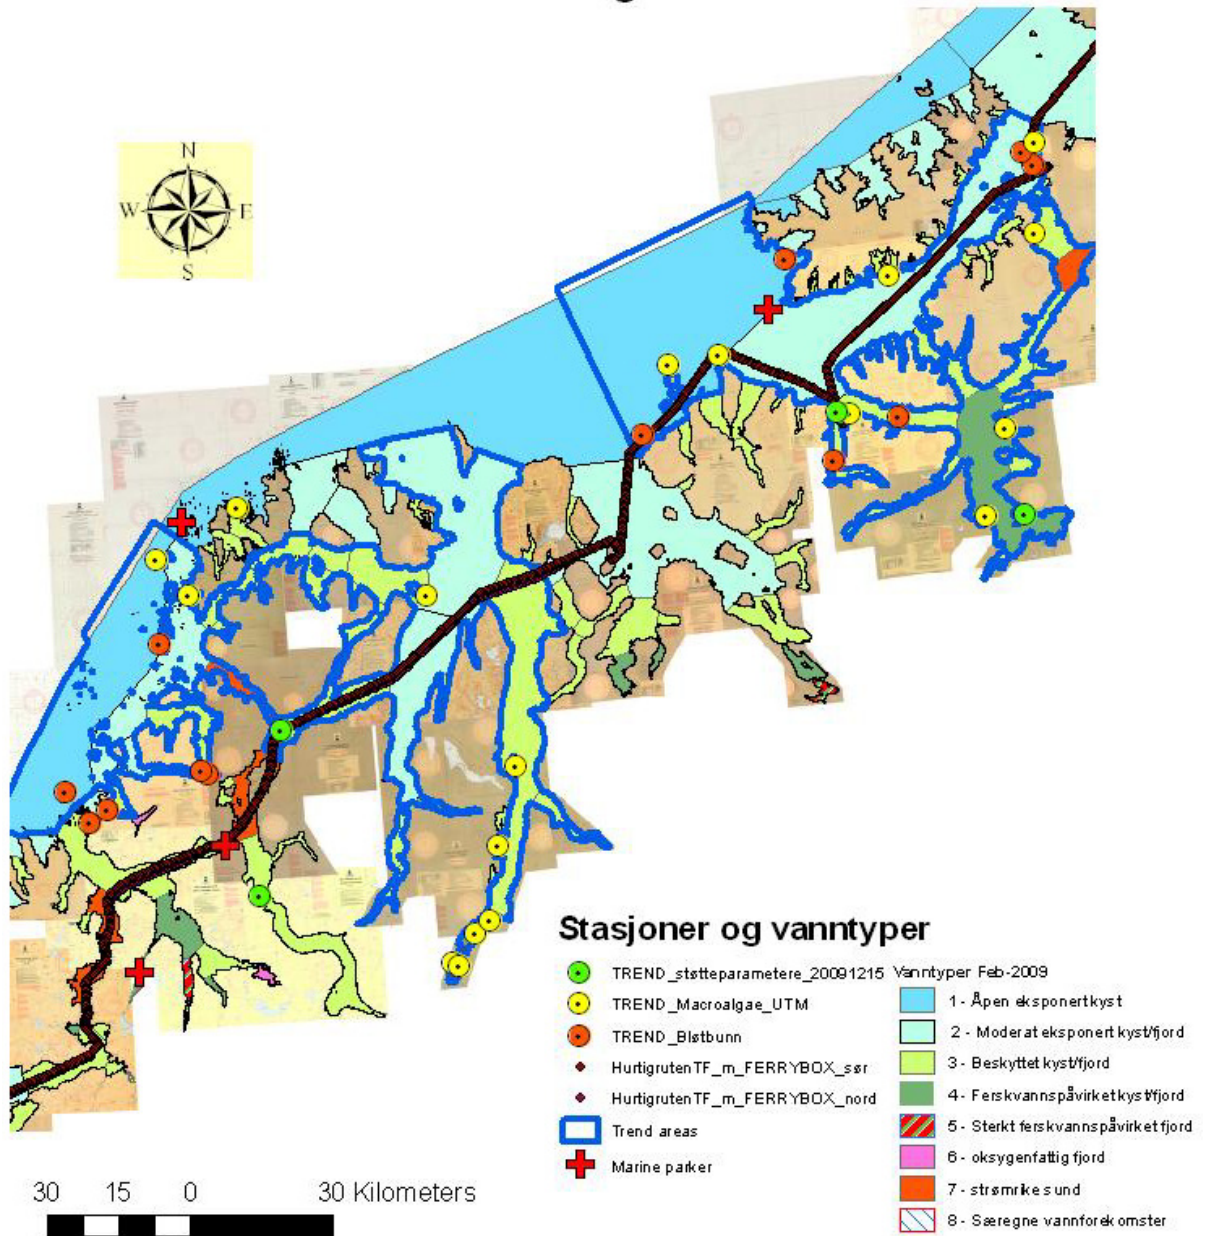 N
W E
S
Stasjoner og vanntyper
TREND_støtteparametere_20091215
TREND_Macroalgae_UTM
TREND_Bløtbunn
HurtigrutenTF_m_FERRYBOX_sør
HurtigrutenTF_m_FERRYBOX_nord
Trend areas
Marine parker
Vanntyper Feb-2009
1 - Åpen eksponert kyst
2 - Moderat eksponert kyst/fjord
3 - Beskyttet kyst/fjord
4 - Ferskvannspåvirket kyst/fjord
5 - Sterkt ferskvannspåvirket fjord
6 - oksygenfattig fjord
7 - strømrike sund
8 - Særegne vannforekomster
30 15 0 30 Kilometers